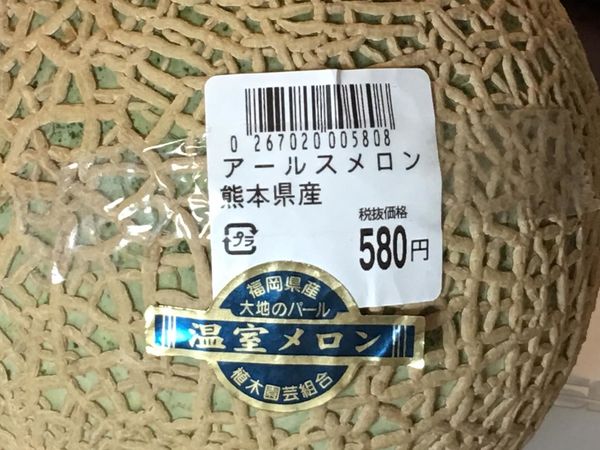 0 267020 005808
アールスメロン
熊本県産
税抜価格
プラ
580円
福岡県産
大地のパール
温室メロン
植木園芸組合